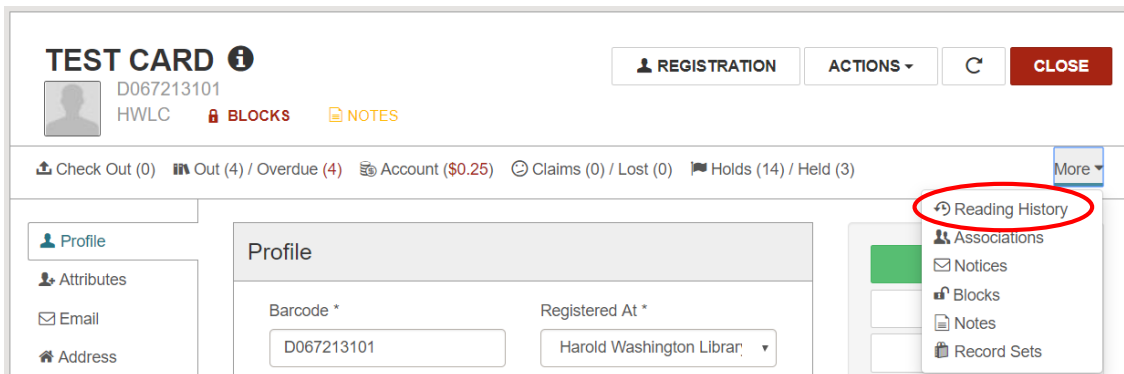 TEST CARD
REGISTRATION ACTIONS CLOSE
D067213101
HWLC BLOCKS NOTES
Check Out (0) Out (4) / Overdue (4) Account ($0.25) Claims (0) / Lost (0) Holds (14) / Held (3) More
Reading History
Associations
Notices
Blocks
Notes
Record Sets
Profile
Attributes
Email
Address
Profile
Barcode * Registered At *
D067213101 Harold Washington Librar